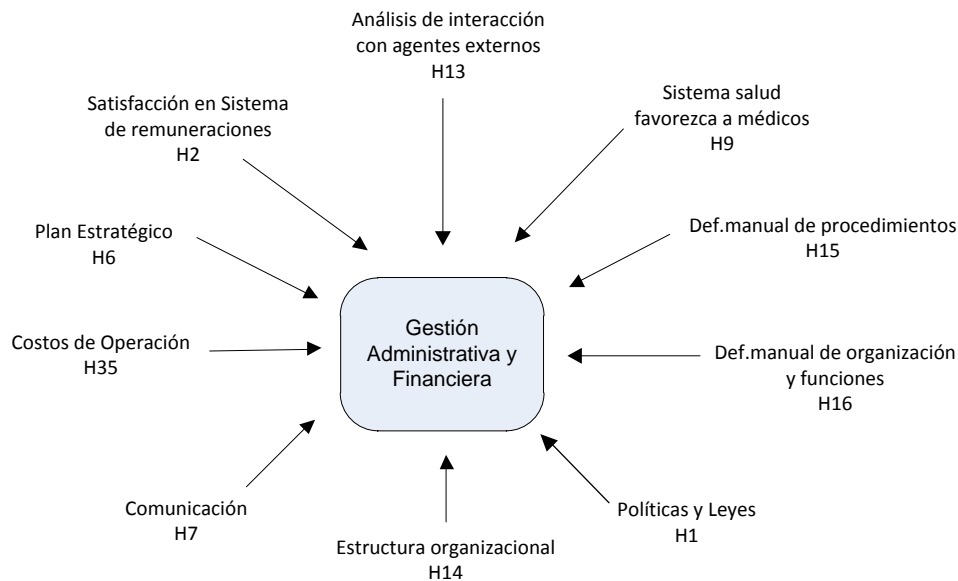 Análisis de interacción
con agentes externos
H13
Satisfacción en Sistema
de remuneraciones
H2
Sistema salud
favorezca a médicos
H9
Plan Estratégico
H6
Def.manual de procedimientos
H15
Gestión
Administrativa y
Financiera
Costos de Operación
H35
Def.manual de organización
y funciones
H16
Comunicación
H7
Estructura organizacional
H14
Políticas y Leyes
H1